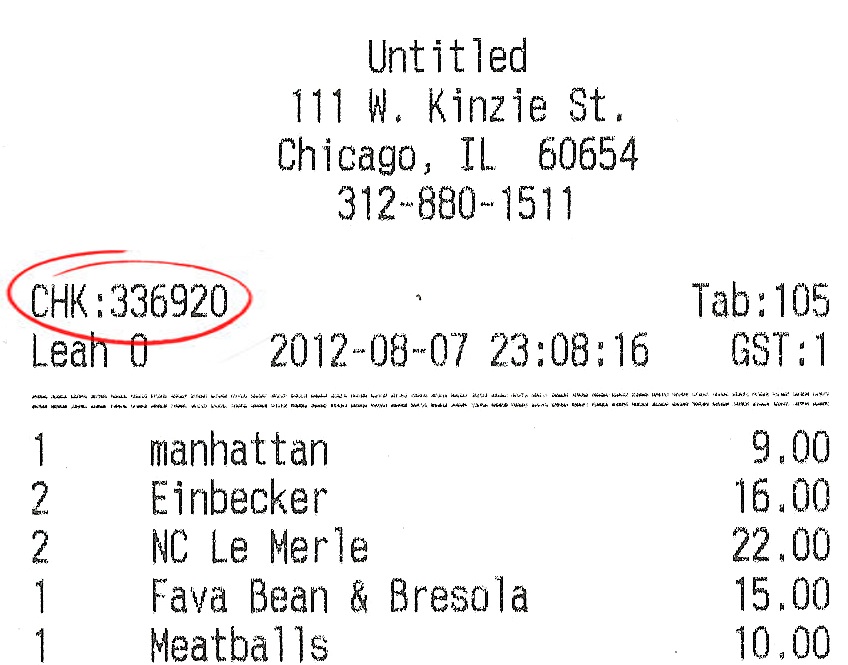 Untitled
111 W. Kinzie St.
Chicago, IL 60654
312-880-1511
CHK:336920 Tab:105
Leah O 2012-08-07 23:08:16 GST:1
1 manhattan 9.00
2 Einbecker 16.00
2 NC Le Merle 22.00
1 Fava Bean & Bresola 15.00
1 Meatballs 10.00